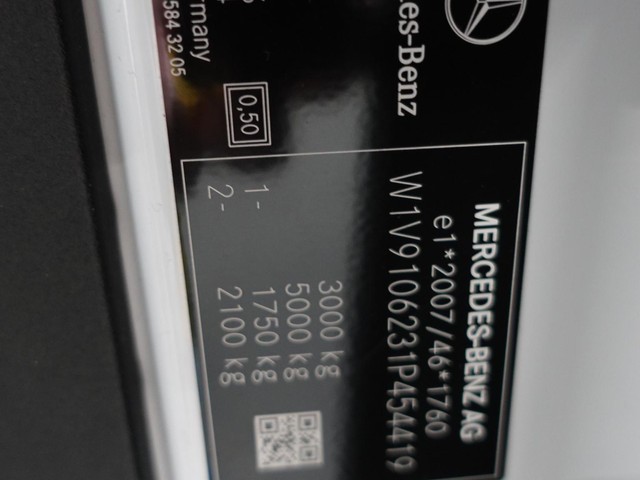 es-Benz
rmany
584 32 05
0,50
MERCEDES-BENZ AG
e1*2007/46*1760
W1V9106231P454419
3000 kg
5000 kg
1- 1750 kg
2- 2100 kg